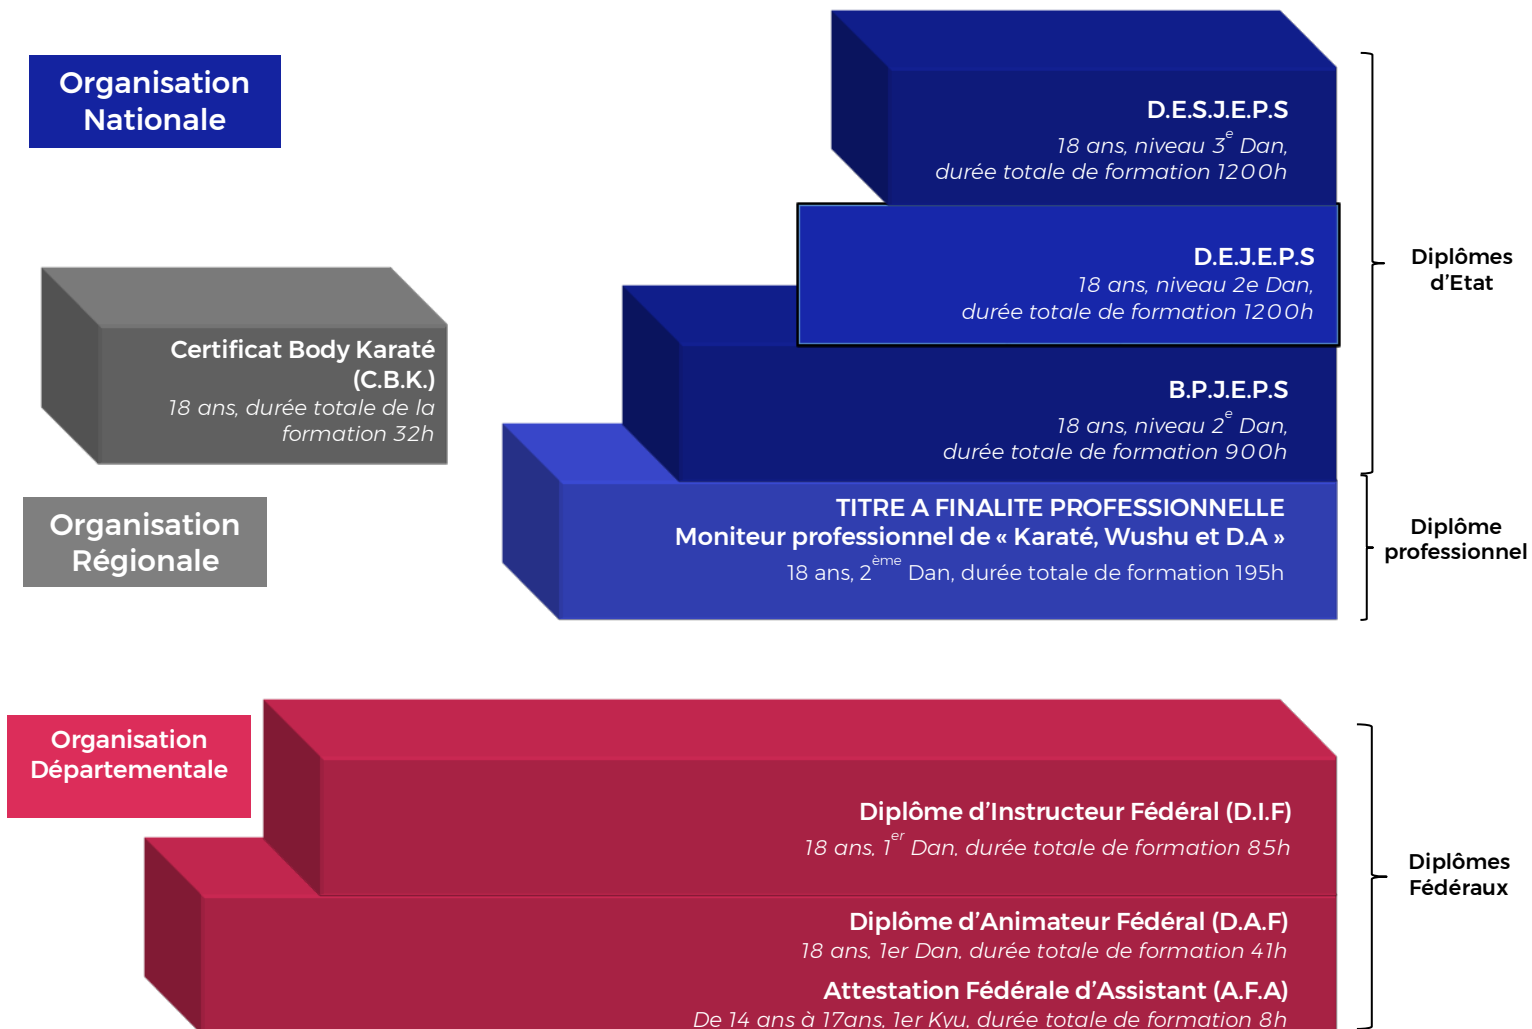 Organisation
Nationale
D.E.S.J.E.P.S
18 ans, niveau 3e Dan,
durée totale de formation 1200h
D.E.J.E.P.S
18 ans, niveau 2e Dan,
durée totale de formation 1200h
Diplômes
d’Etat
Certificat Body Karaté
(C.B.K.)
18 ans, durée totale de la
formation 32h
B.P.J.E.P.S
18 ans, niveau 2e Dan,
durée totale de formation 900h
Organisation
Régionale
TITRE A FINALITE PROFESSIONNELLE
Moniteur professionnel de « Karaté, Wushu et D.A »
18 ans, 2ème Dan, durée totale de formation 195h
Diplôme
professionnel
Organisation
Départementale
Diplôme d’Instructeur Fédéral (D.I.F)
18 ans, 1er Dan, durée totale de formation 85h
Diplômes
Fédéraux
Diplôme d’Animateur Fédéral (D.A.F)
18 ans, 1er Dan, durée totale de formation 41h
Attestation Fédérale d’Assistant (A.F.A)
De 14 ans à 17ans, 1er Kyu, durée totale de formation 8h